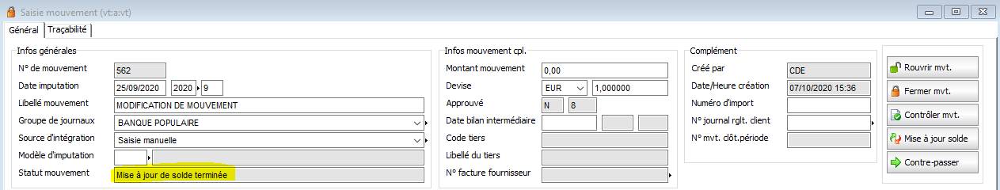 Saisie mouvement (vt:a:vt)
Général Traçabilité
Infos générales
N° de mouvement 562
Date imputation 25/09/2020 2020 9
Libellé mouvement MODIFICATION DE MOUVEMENT
Groupe de journaux BANQUE POPULAIRE
Source d'intégration Saisie manuelle
Modèle d'imputation
Statut mouvement Mise à jour de solde terminée
Infos mouvement cpl.
Montant mouvement 0,00
Devise EUR 1,000000
Approuvé N 8
Date bilan intermédiaire
Code tiers
Libellé du tiers
N° facture fournisseur
Complément
Créé par CDE
Date/Heure création 07/10/2020 15:36
Numéro d'import
N° journal rglt. client
N° mvt. clôt.période
Rouvrir mvt.
Fermer mvt.
Contrôler mvt.
Mise à jour solde
Contre-passer